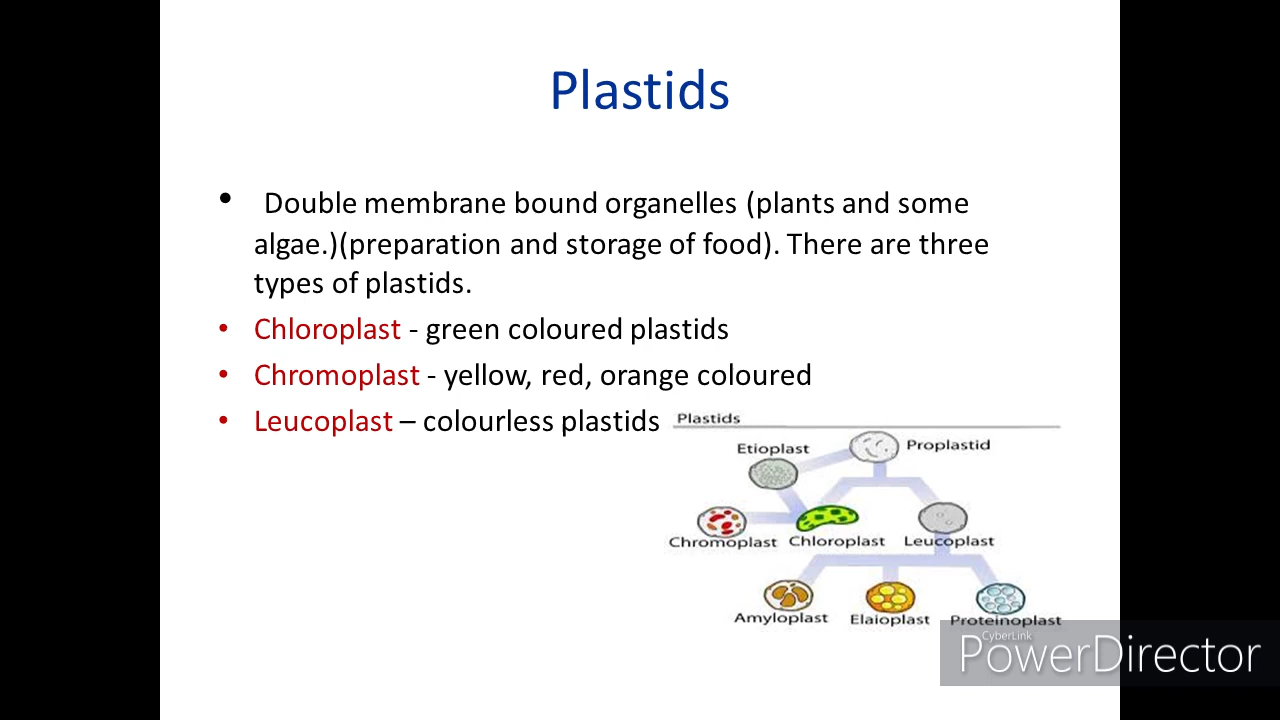 Plastids
• Double membrane bound organelles (plants and some
algae.)(preparation and storage of food). There are three
types of plastids.
• Chloroplast - green coloured plastids
• Chromoplast - yellow, red, orange coloured
• Leucoplast – colourless plastids
Plastids
Etioplast
Proplastid
Chromoplast
Chloroplast
Leucoplast
Amyloplast
Elaioplast
Proteinoplast
CyberLink
PowerDirector